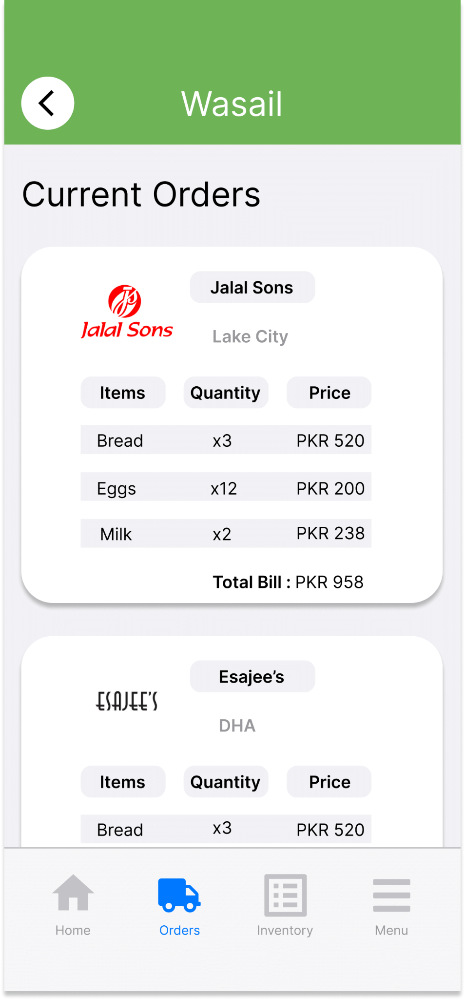 Wasail
Current Orders
Jalal Sons
Jalal Sons
Lake City
Items Quantity Price
Bread x3 PKR 520
Eggs x12 PKR 200
Milk x2 PKR 238
Total Bill : PKR 958
Esajee’s
ESAJEE'S
DHA
Items Quantity Price
Bread x3 PKR 520
Home Orders Inventory Menu